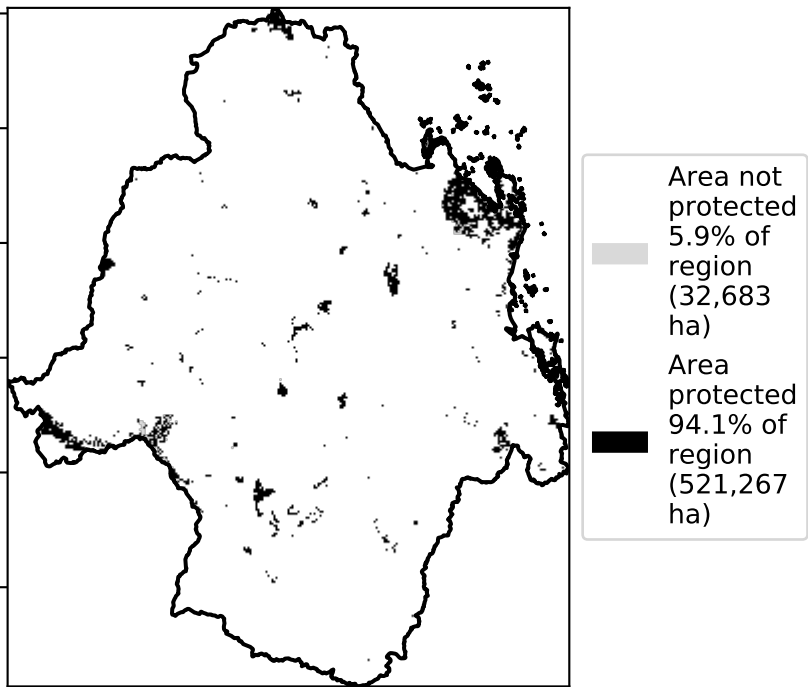 Area not
protected
5.9% of
region
(32,683
ha)
Area
protected
94.1% of
region
(521,267
ha)